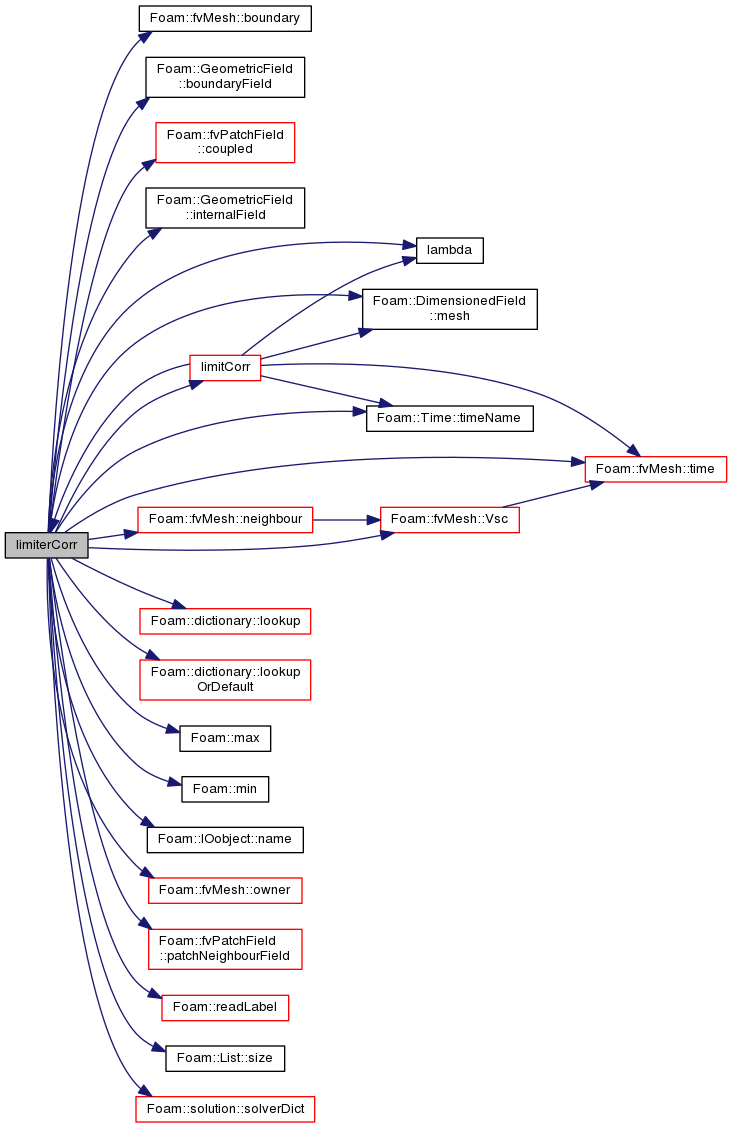 Foam::fvMesh::boundary
Foam::GeometricField
::boundaryField
Foam::fvPatchField
::coupled
Foam::GeometricField
::internalField
lambda
Foam::DimensionedField
::mesh
limitCorr
Foam::Time::timeName
Foam::fvMesh::time
Foam::fvMesh::neighbour
Foam::fvMesh::Vsc
limiterCorr
Foam::dictionary::lookup
Foam::dictionary::lookup
OrDefault
Foam::max
Foam::min
Foam::IOobject::name
Foam::fvMesh::owner
Foam::fvPatchField
::patchNeighbourField
Foam::readLabel
Foam::List::size
Foam::solution::solverDict